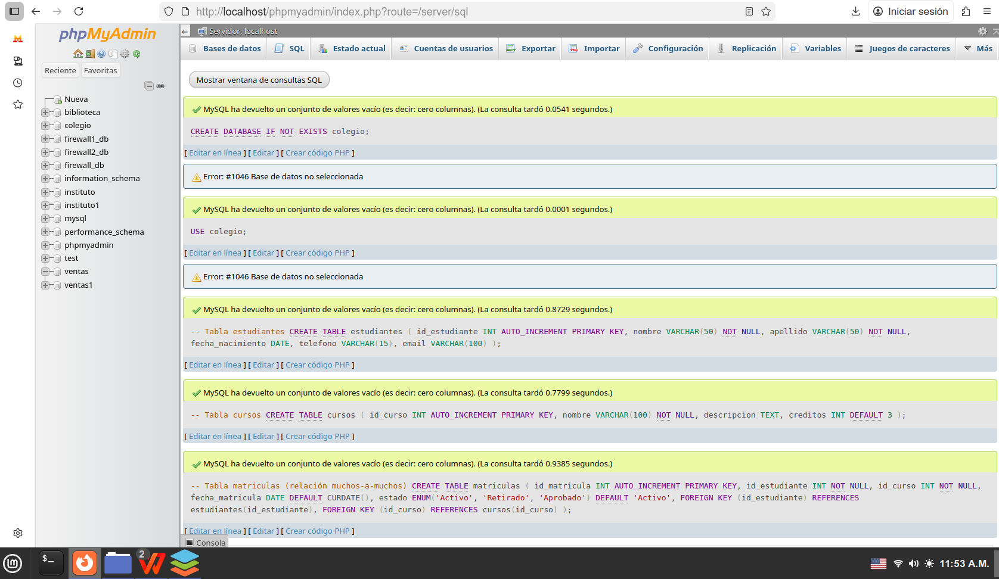 http://localhost/phpmyadmin/index.php?route=/server/sql
Iniciar sesión
phpMyAdmin
Reciente
Favoritas
Nueva
biblioteca
colegio
firewall1_db
firewall2_db
firewall_db
information_schema
instituto
instituto1
mysql
performance_schema
phpmyadmin
test
ventas
ventas1
Servidor: localhost
Bases de datos
SQL
Estado actual
Cuentas de usuarios
Exportar
Importar
Configuración
Replicación
Variables
Juegos de caracteres
Más
Mostrar ventana de consultas SQL
MySQL ha devuelto un conjunto de valores vacío (es decir: cero columnas). (La consulta tardó 0.0541 segundos.)
CREATE DATABASE IF NOT EXISTS colegio;
[ Editar en línea ] [ Editar ] [ Crear código PHP ]
Error: #1046 Base de datos no seleccionada
MySQL ha devuelto un conjunto de valores vacío (es decir: cero columnas). (La consulta tardó 0.0001 segundos.)
USE colegio;
[ Editar en línea ] [ Editar ] [ Crear código PHP ]
Error: #1046 Base de datos no seleccionada
MySQL ha devuelto un conjunto de valores vacío (es decir: cero columnas). (La consulta tardó 0.8729 segundos.)
-- Tabla estudiantes CREATE TABLE estudiantes ( id_estudiante INT AUTO_INCREMENT PRIMARY KEY, nombre VARCHAR(50) NOT NULL, apellido VARCHAR(50) NOT NULL,
fecha_nacimiento DATE, telefono VARCHAR(15), email VARCHAR(100) );
[ Editar en línea ] [ Editar ] [ Crear código PHP ]
MySQL ha devuelto un conjunto de valores vacío (es decir: cero columnas). (La consulta tardó 0.7799 segundos.)
-- Tabla cursos CREATE TABLE cursos ( id_curso INT AUTO_INCREMENT PRIMARY KEY, nombre VARCHAR(100) NOT NULL, descripcion TEXT, creditos INT DEFAULT 3 );
[ Editar en línea ] [ Editar ] [ Crear código PHP ]
MySQL ha devuelto un conjunto de valores vacío (es decir: cero columnas). (La consulta tardó 0.9385 segundos.)
-- Tabla matriculas (relación muchos-a-muchos) CREATE TABLE matriculas ( id_matricula INT AUTO_INCREMENT PRIMARY KEY, id_estudiante INT NOT NULL, id_curso INT NOT NULL,
fecha_matricula DATE DEFAULT CURDATE(), estado ENUM('Activo', 'Retirado', 'Aprobado') DEFAULT 'Activo', FOREIGN KEY (id_estudiante) REFERENCES
estudiantes(id_estudiante), FOREIGN KEY (id_curso) REFERENCES cursos(id_curso) );
[ Editar en línea ] [ Editar ] [ Crear código PHP ]
Consola
$_
2
11:53 A.M.